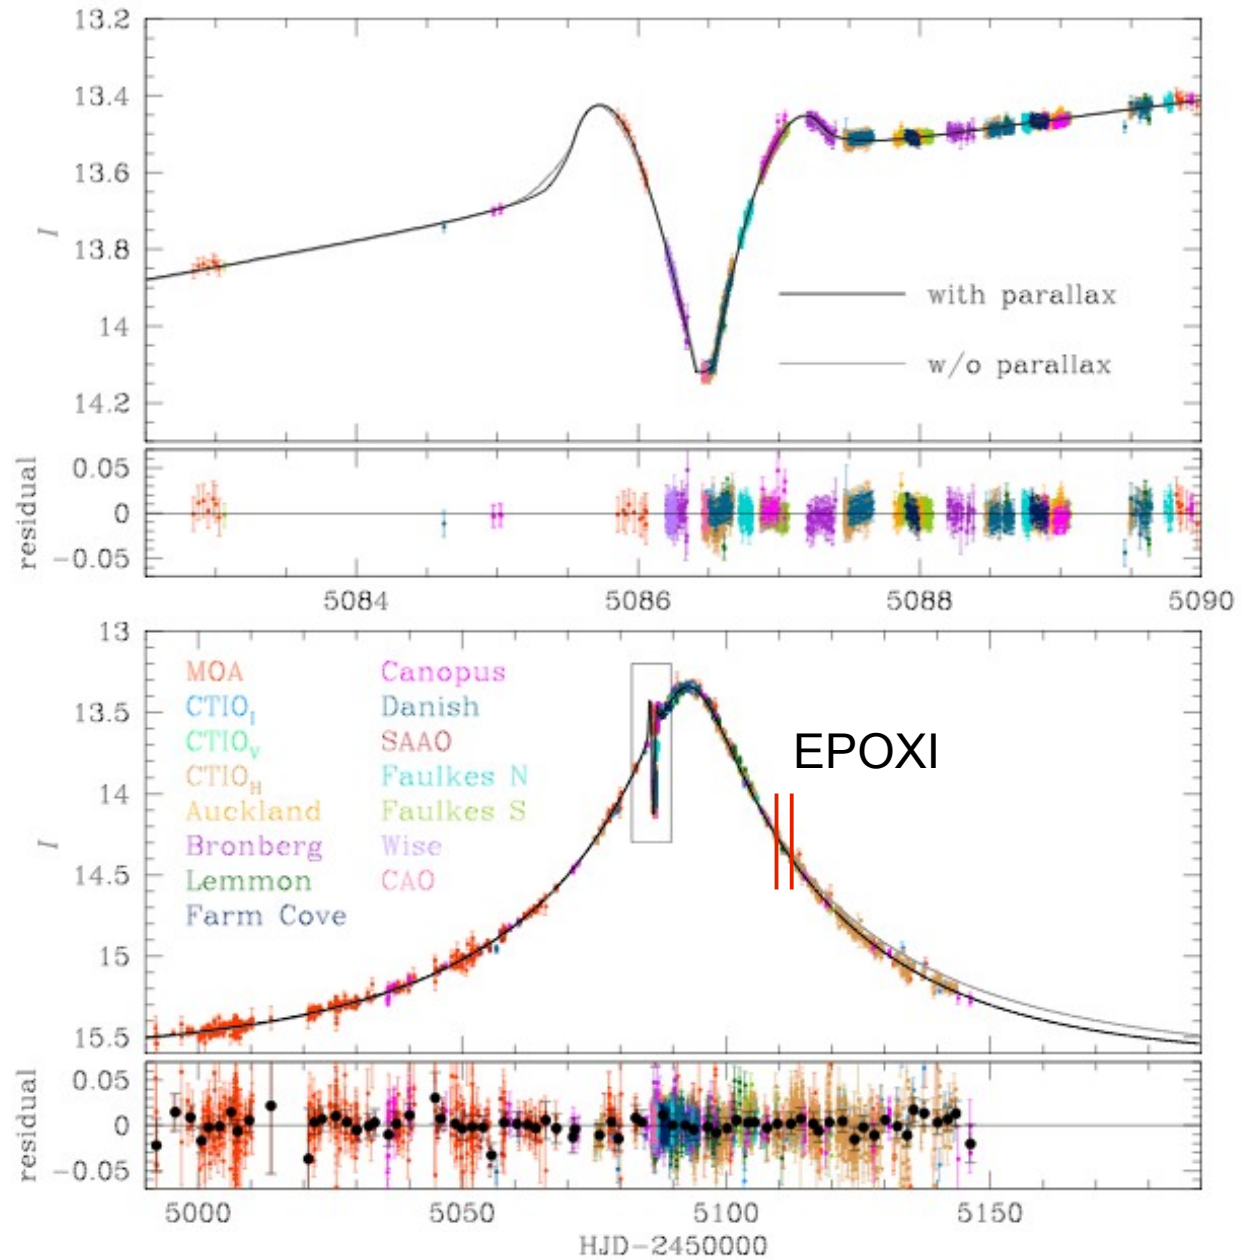 13.2
13.4
13.6
13.8
14
14.2
I
with parallax
w/o parallax
0.05
0
−0.05
residual
5084 5086 5088 5090
13
13.5
14
14.5
15
15.5
I
MOA Canopus
CTIO_I Danish
CTIO_V SAAO
CTIO_H Faulkes N
Auckland Faulkes S
Bronberg Wise
Lemmon CAO
Farm Cove
EPOXI
0.05
0
−0.05
residual
5000 5050 5100 5150
HJD−2450000